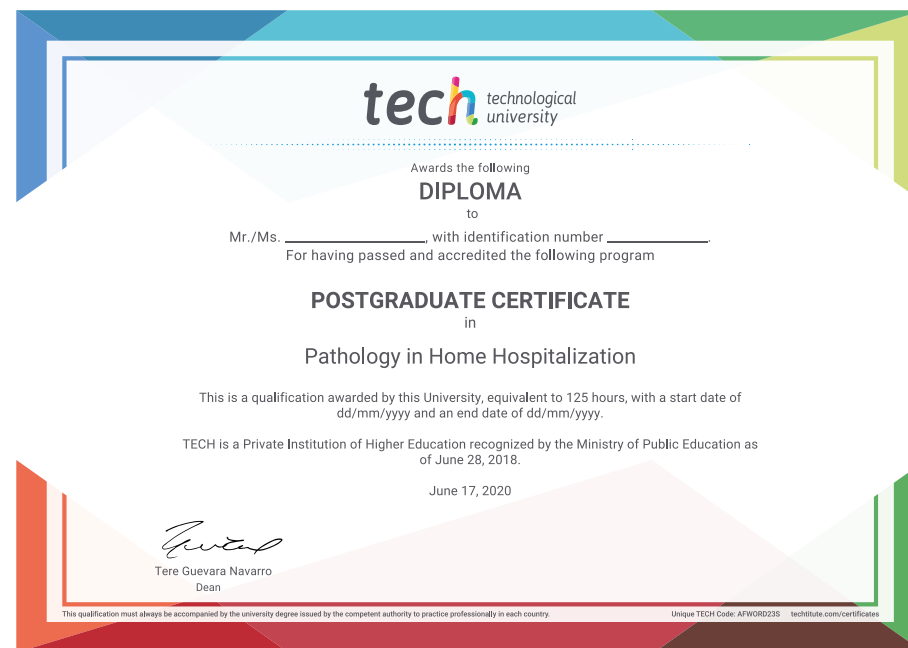 tech technological
university
Awards the following
DIPLOMA
to
Mr./Ms. ____________________, with identification number ______________.
For having passed and accredited the following program
POSTGRADUATE CERTIFICATE
in
Pathology in Home Hospitalization
This is a qualification awarded by this University, equivalent to 125 hours, with a start date of
dd/mm/yyyy and an end date of dd/mm/yyyy.
TECH is a Private Institution of Higher Education recognized by the Ministry of Public Education as
of June 28, 2018.
June 17, 2020
Tere Guevara Navarro
Dean
This qualification must always be accompanied by the university degree issued by the competent authority to practice professionally in each country. Unique TECH Code: AFWORD23S techtitute.com/certificates